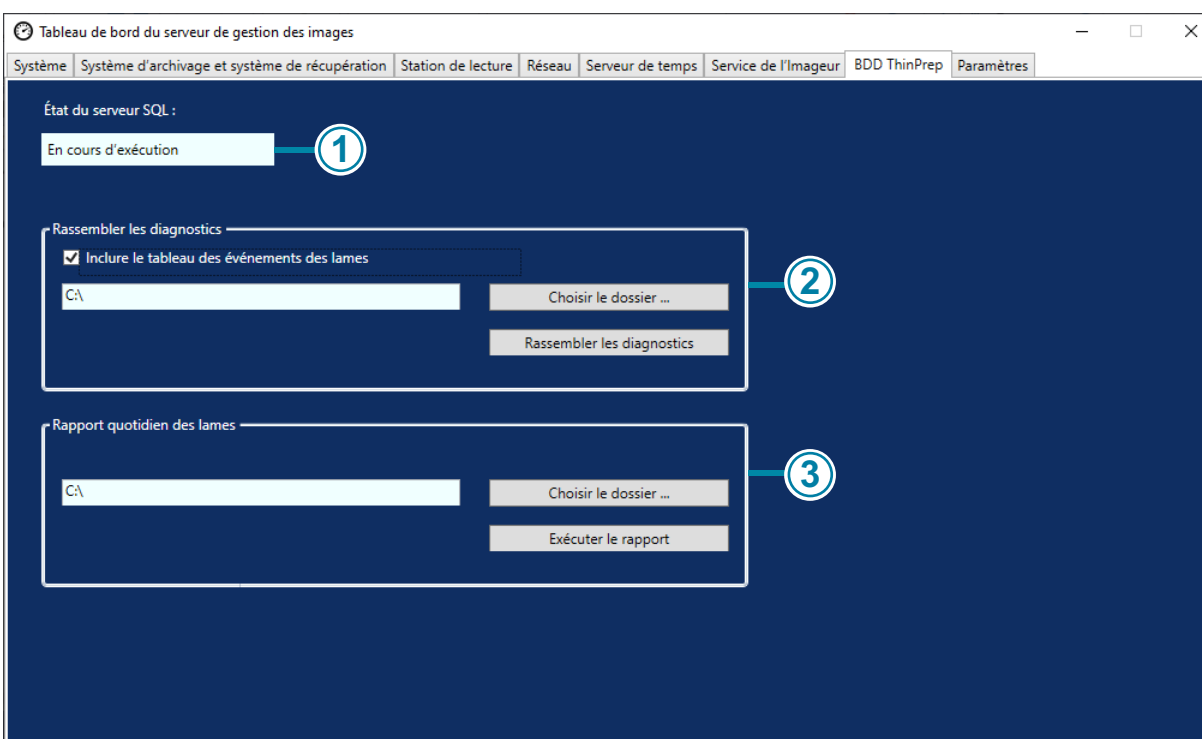 Tableau de bord du serveur de gestion des images
Système Système d'archivage et système de récupération Station de lecture Réseau Serveur de temps Service de l'Imageur BDD ThinPrep Paramètres
État du serveur SQL :
En cours d'exécution 1
Rassembler les diagnostics
Inclure le tableau des événements des lames
C:\ Choisir le dossier ... 2
Rassembler les diagnostics
Rapport quotidien des lames
3
C:\ Choisir le dossier ...
Exécuter le rapport